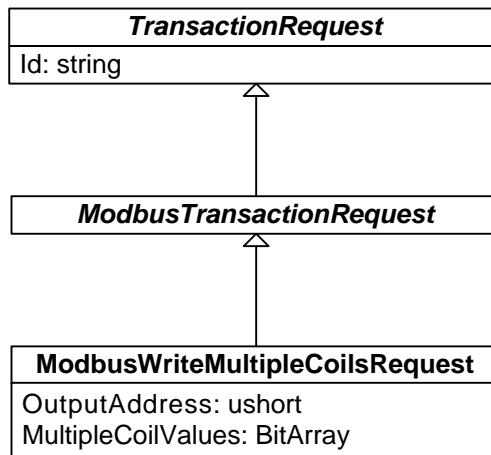 TransactionRequest
Id: string
ModbusTransactionRequest
ModbusWriteMultipleCoilsRequest
OutputAddress: ushort
MultipleCoilValues: BitArray